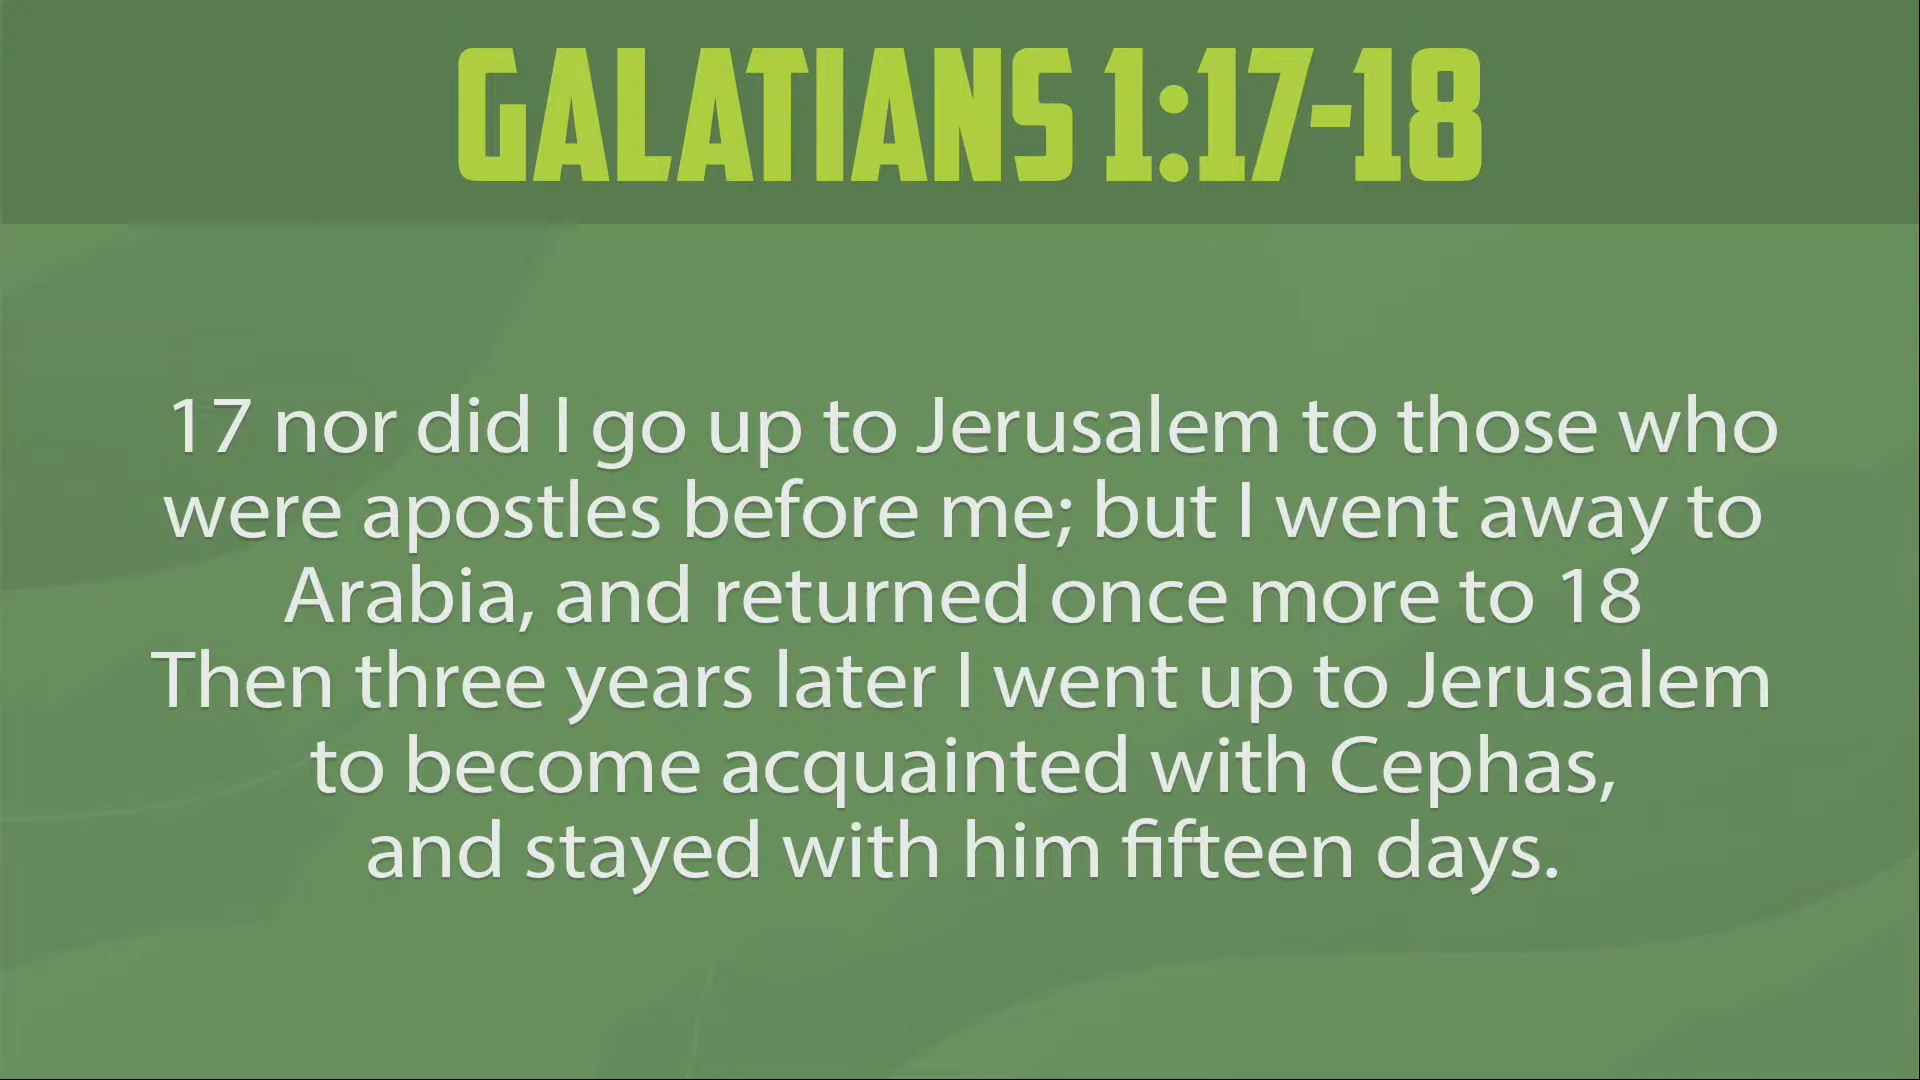 GALATIANS 1:17-18
17 nor did I go up to Jerusalem to those who
were apostles before me; but I went away to
Arabia, and returned once more to 18
Then three years later I went up to Jerusalem
to become acquainted with Cephas,
and stayed with him fifteen days.